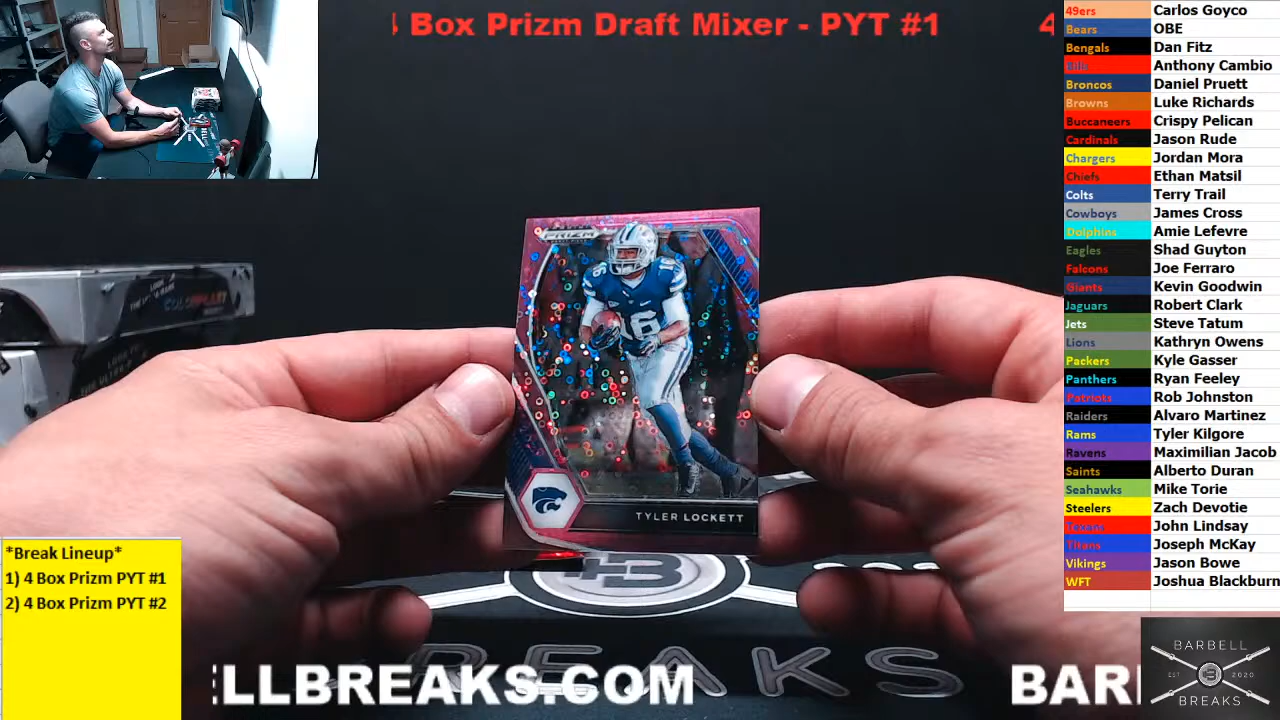 4 Box Prizm Draft Mixer - PYT #1
4
49ers Carlos Goyco
Bears OBE
Bengals Dan Fitz
Bills Anthony Cambio
Broncos Daniel Pruett
Browns Luke Richards
Buccaneers Crispy Pelican
Cardinals Jason Rude
Chargers Jordan Mora
Chiefs Ethan Matsil
Colts Terry Trail
Cowboys James Cross
Dolphins Amie Lefevre
Eagles Shad Guyton
Falcons Joe Ferraro
Giants Kevin Goodwin
Jaguars Robert Clark
Jets Steve Tatum
Lions Kathryn Owens
Packers Kyle Gasser
Panthers Ryan Feeley
Patriots Rob Johnston
Raiders Alvaro Martinez
Rams Tyler Kilgore
Ravens Maximilian Jacob
Saints Alberto Duran
Seahawks Mike Torie
Steelers Zach Devotie
Texans John Lindsay
Titans Joseph McKay
Vikings Jason Bowe
WFT Joshua Blackburn
PRIZM
16
16
TYLER LOCKETT
*Break Lineup*
1) 4 Box Prizm PYT #1
2) 4 Box Prizm PYT #2
BREAKS
ELLBREAKS.COM
BARB
BARBELL
EST 2020
BREAKS